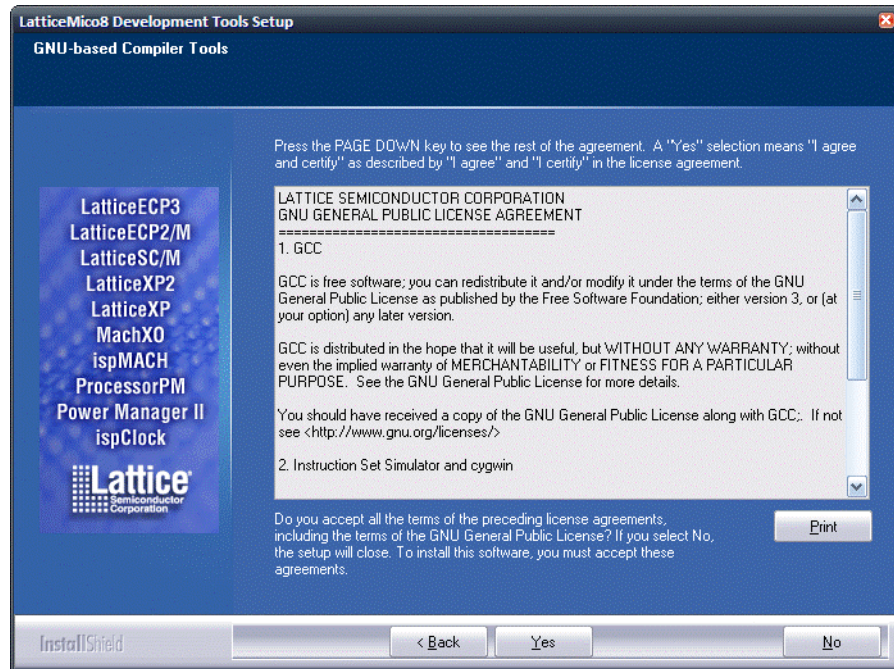 LatticeMico8 Development Tools Setup
GNU-based Compiler Tools
Press the PAGE DOWN key to see the rest of the agreement. A "Yes" selection means "I agree
and certify" as described by "I agree" and "I certify" in the license agreement.
LatticeECP3
LatticeECP2/M
LatticeSC/M
LatticeXP2
LatticeXP
MachXO
ispMACH
ProcessorPM
Power Manager II
ispClock
Lattice
Semiconductor
Corporation
LATTICE SEMICONDUCTOR CORPORATION
GNU GENERAL PUBLIC LICENSE AGREEMENT
====================================
1. GCC
GCC is free software; you can redistribute it and/or modify it under the terms of the GNU
General Public License as published by the Free Software Foundation; either version 3, or (at
your option) any later version.
GCC is distributed in the hope that it will be useful, but WITHOUT ANY WARRANTY; without
even the implied warranty of MERCHANTABILITY or FITNESS FOR A PARTICULAR
PURPOSE. See the GNU General Public License for more details.
You should have received a copy of the GNU General Public License along with GCC;. If not
see <http://www.gnu.org/licenses/>
2. Instruction Set Simulator and cygwin
Do you accept all the terms of the preceding license agreements,
including the terms of the GNU General Public License? If you select No,
the setup will close. To install this software, you must accept these
agreements.
Print
InstallShield
< Back
Yes
No